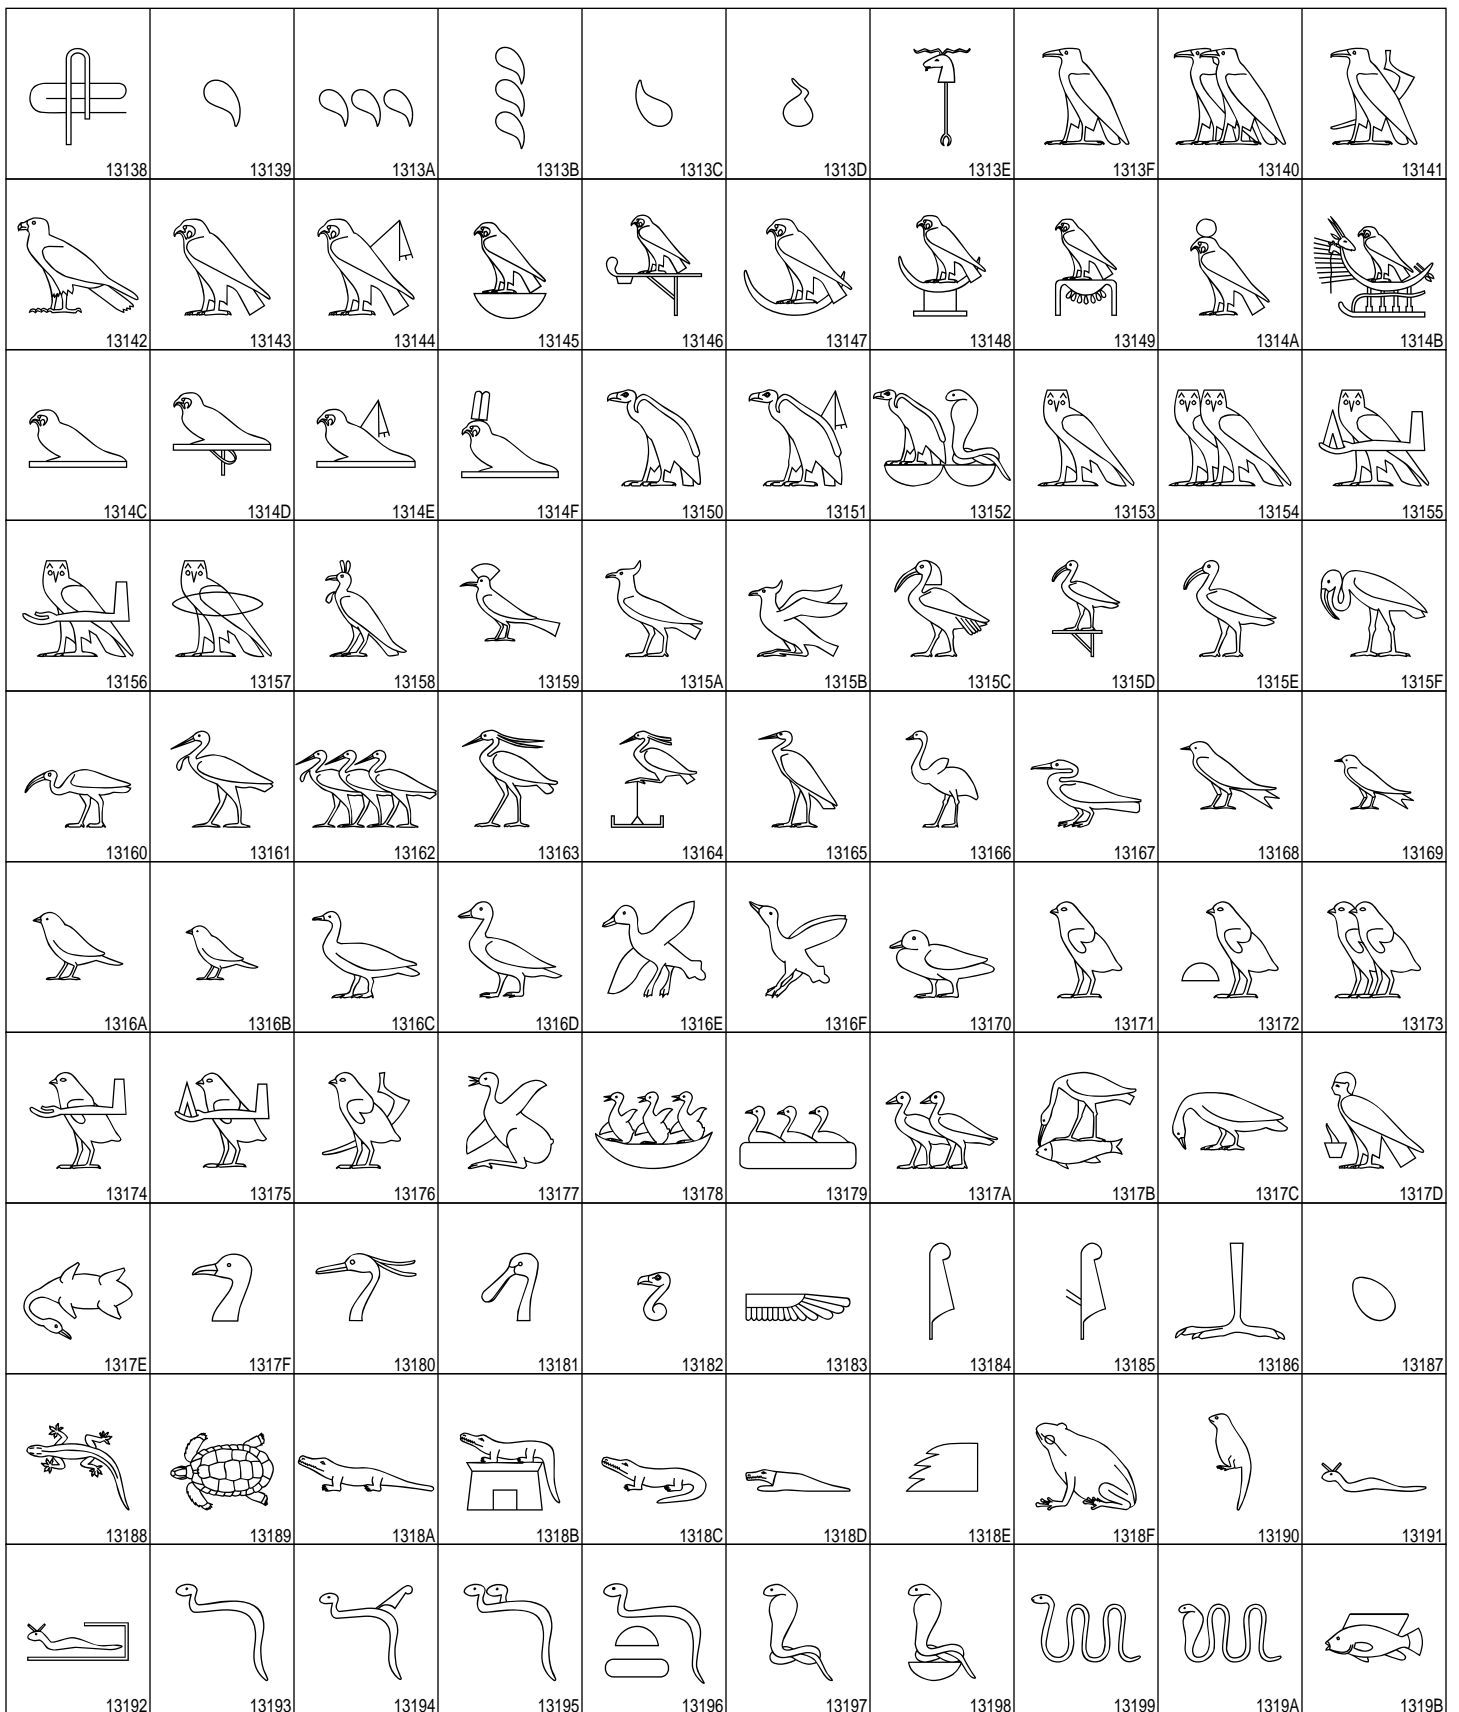 𓄸 𓄹 𓄺 𓄻 𓄼 𓄽 𓄾 𓄿 𓅀 𓅁
13138 13139 1313A 1313B 1313C 1313D 1313E 1313F 13140 13141
𓅂 𓅃 𓅄 𓅅 𓅆 𓅇 𓅈 𓅉 𓅊 𓅋
13142 13143 13144 13145 13146 13147 13148 13149 1314A 1314B
𓅌 𓅍 𓅎 𓅏 𓅐 𓅑 𓅒 𓅓 𓅔 𓅕
1314C 1314D 1314E 1314F 13150 13151 13152 13153 13154 13155
𓅖 𓅗 𓅘 𓅙 𓅚 𓅛 𓅜 𓅝 𓅞 𓅟
13156 13157 13158 13159 1315A 1315B 1315C 1315D 1315E 1315F
𓅠 𓅡 𓅢 𓅣 𓅤 𓅥 𓅦 𓅧 𓅨 𓅩
13160 13161 13162 13163 13164 13165 13166 13167 13168 13169
𓅪 𓅫 𓅬 𓅭 𓅮 𓅯 𓅰 𓅱 𓅲 𓅳
1316A 1316B 1316C 1316D 1316E 1316F 13170 13171 13172 13173
𓅴 𓅵 𓅶 𓅷 𓅸 𓅹 𓅺 𓅻 𓅼 𓅽
13174 13175 13176 13177 13178 13179 1317A 1317B 1317C 1317D
𓅾 𓅿 𓆀 𓆁 𓆂 𓆃 𓆄 𓆅 𓆆 𓆇
1317E 1317F 13180 13181 13182 13183 13184 13185 13186 13187
𓆈 𓆉 𓆊 𓆋 𓆌 𓆍 𓆎 𓆏 𓆐 𓆑
13188 13189 1318A 1318B 1318C 1318D 1318E 1318F 13190 13191
𓆒 𓆓 𓆔 𓆕 𓆖 𓆗 𓆘 𓆙 𓆚 𓆛
13192 13193 13194 13195 13196 13197 13198 13199 1319A 1319B